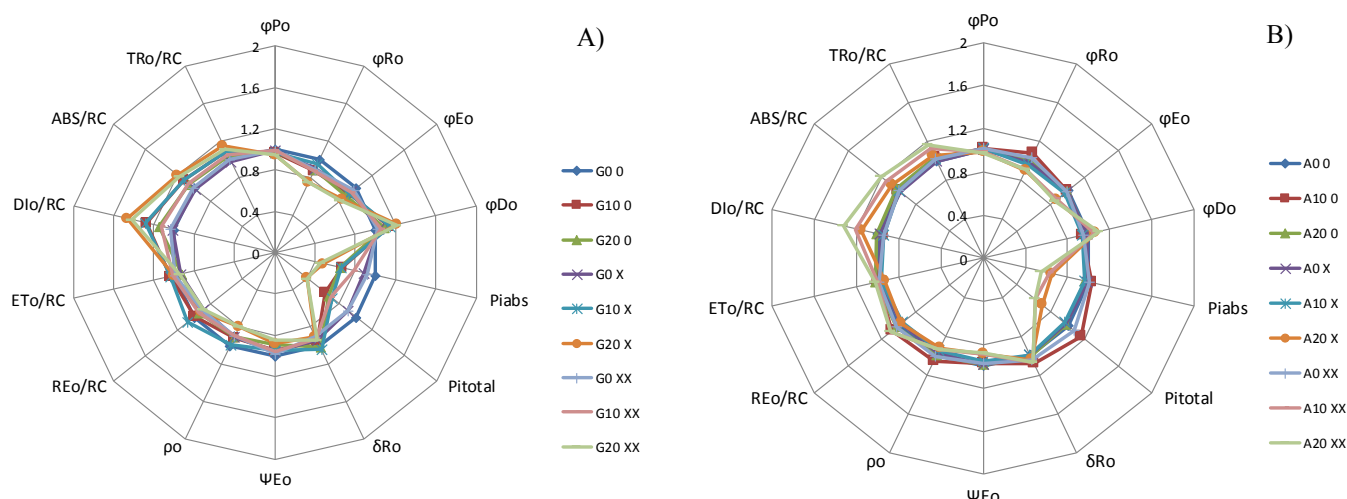 A)
φPo
φRo
φEo
φDo
Piabs
Pitotal
δRo
ΨEo
ρo
REo/RC
ETo/RC
DIo/RC
ABS/RC
TRo/RC
2
1.6
1.2
0.8
0.4
0
G0 0
G10 0
G20 0
G0 X
G10 X
G20 X
G0 XX
G10 XX
G20 XX
B)
φPo
φRo
φEo
φDo
Piabs
Pitotal
δRo
ΨEo
ρo
REo/RC
ETo/RC
DIo/RC
ABS/RC
TRo/RC
2
1.6
1.2
0.8
0.4
0
A0 0
A10 0
A20 0
A0 X
A10 X
A20 X
A0 XX
A10 XX
A20 XX